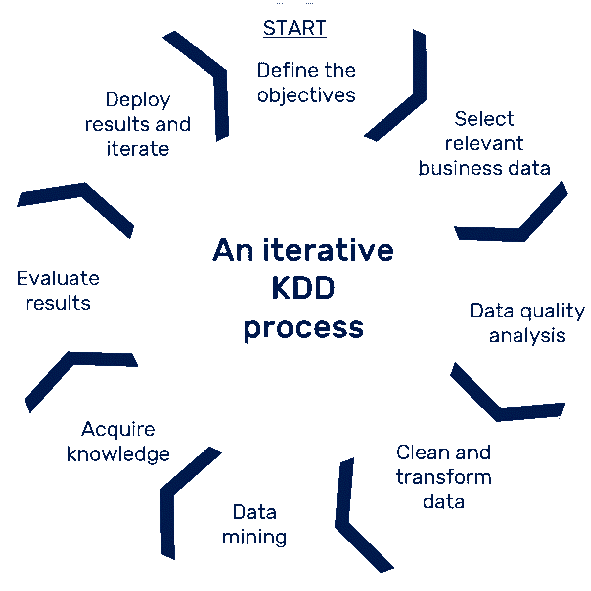 START
Define the
objectives
Select
relevant
business data
Data quality
analysis
Clean and
transform
data
Data
mining
Acquire
knowledge
Evaluate
results
Deploy
results and
iterate
An iterative
KDD
process